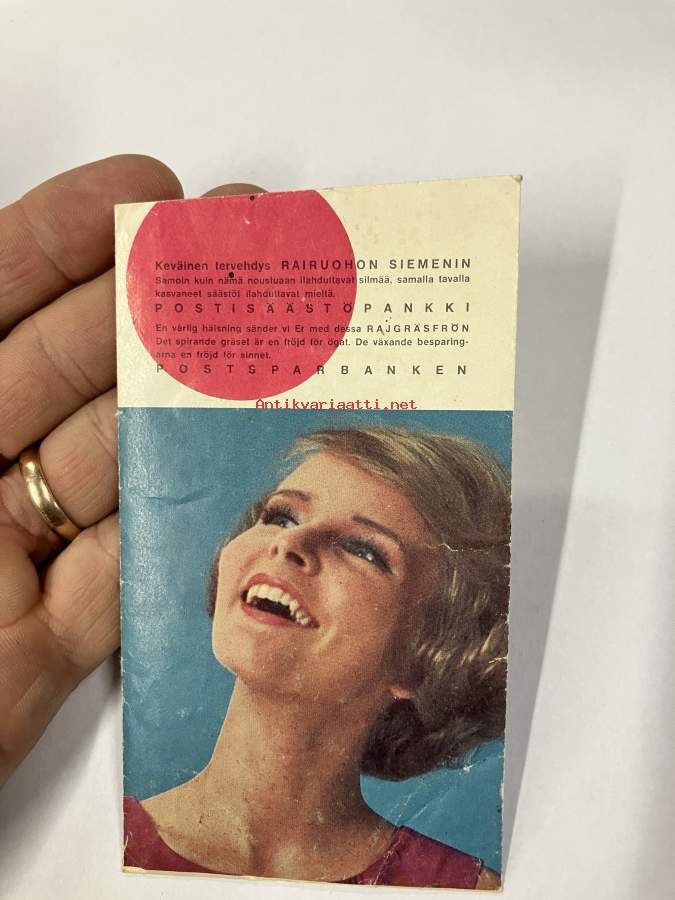 Keväinen tervehdys RAIRUOHON SIEMENIN
Samoin kuin nämä noustuaan ilahduttavat silmää, samalla tavalla
kasvaneet säästöt ilahduttavat mieltä.
POSTISÄÄSTÖPANKKI
En vårlig hälsning sänder vi Er med dessa RAJGRÄSFRÖN
Det spirande gräset är en fröjd för ögat. De växande besparing-
arna en fröjd för sinnet.
POSTSPARBANKEN
Antikvariaatti.net